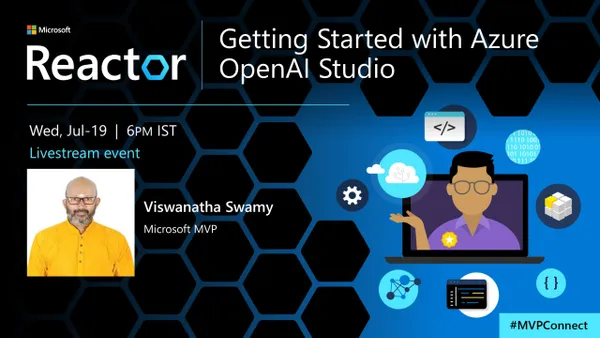 Microsoft
Reactor
Getting Started with Azure
OpenAI Studio
Wed, Jul-19 | 6PM IST
Livestream event
Viswanatha Swamy
Microsoft MVP
</>
{ }
#MVPConnect